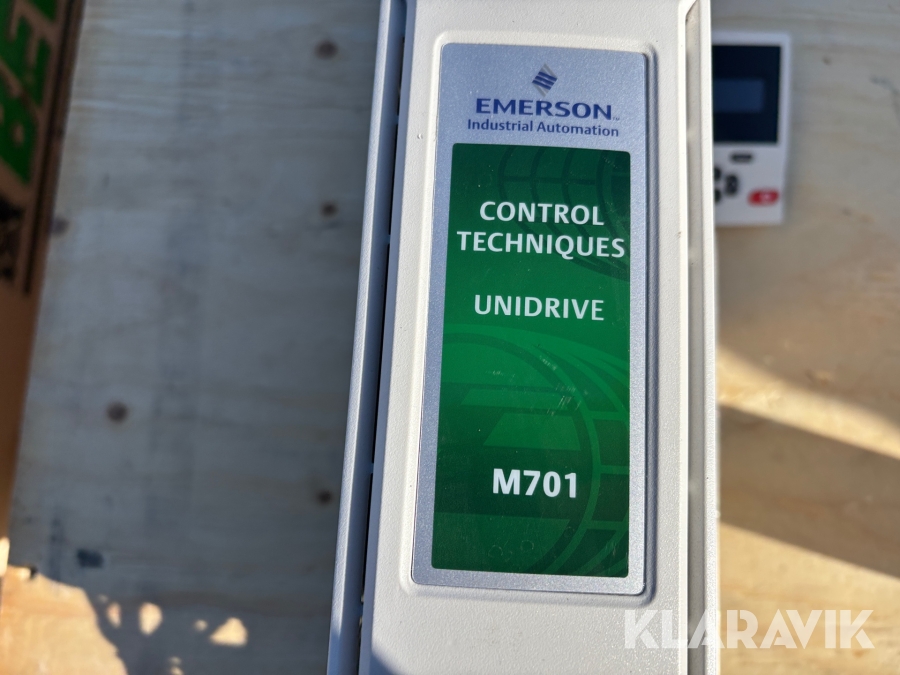 EMERSON
Industrial Automation
CONTROL
TECHNIQUES
UNIDRIVE
M701
KLARAVIK